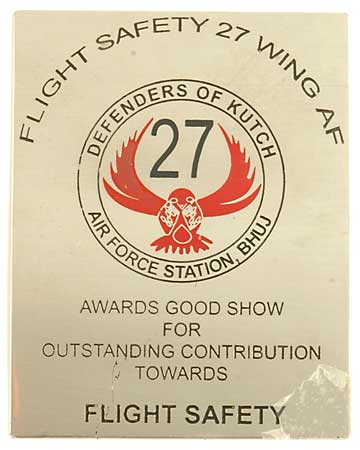 FLIGHT SAFETY 27 WING AF
DEFENDERS OF KUTCH
27
AIR FORCE STATION, BHUJ
AWARDS GOOD SHOW
FOR
OUTSTANDING CONTRIBUTION
TOWARDS
FLIGHT SAFETY